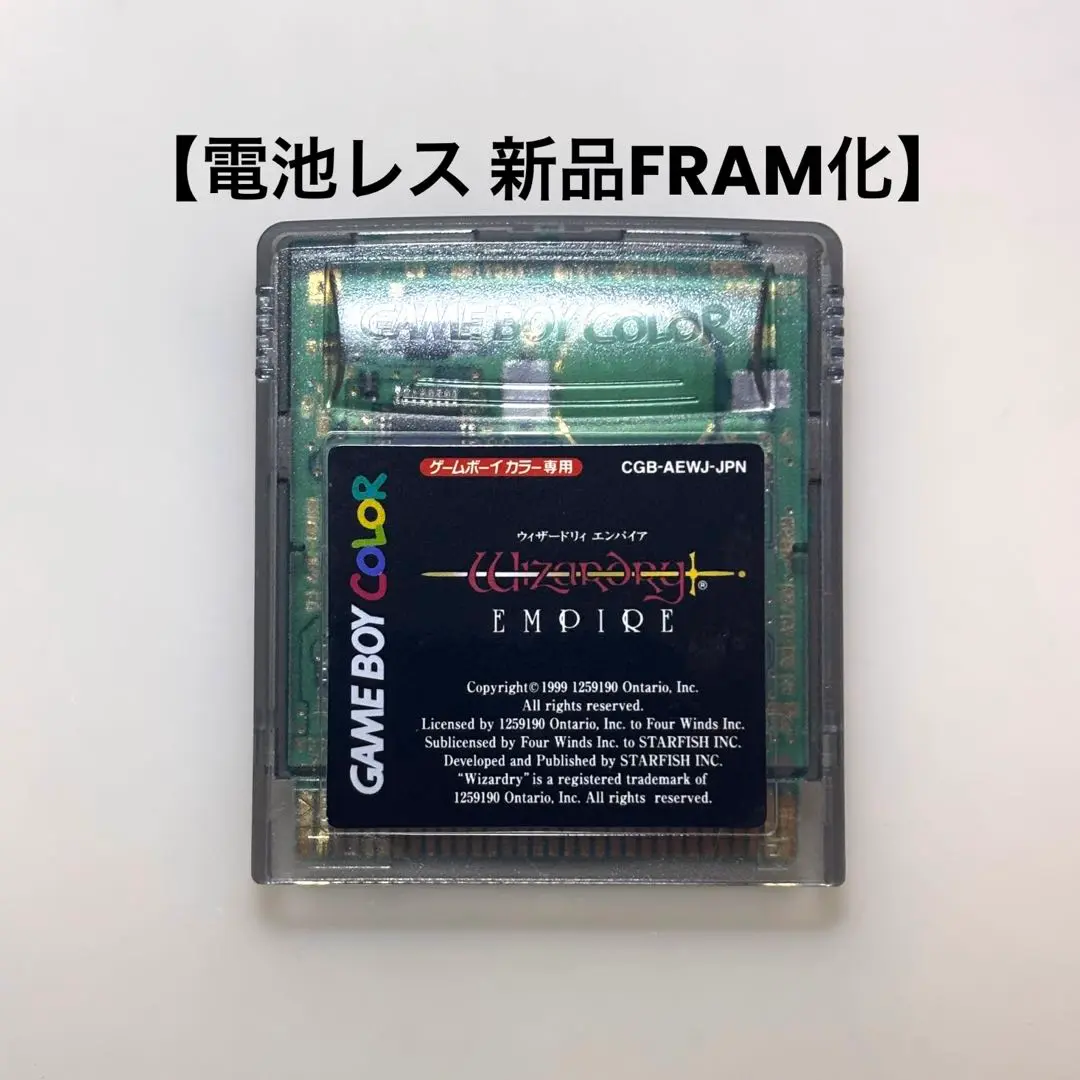 【電池レス 新品FRAM化】
GAME BOY COLOR
ゲームボーイカラー専用
CGB-AEWJ-JPN
GAME BOY COLOR
ウィザードリィ エンパイア
Wizardry®
EMPIRE
Copyright© 1999 1259190 Ontario, Inc.
All rights reserved.
Licensed by 1259190 Ontario, Inc. to Four Winds Inc.
Sublicensed by Four Winds Inc. to STARFISH INC.
Developed and Published by STARFISH INC.
“Wizardry” is a registered trademark of
1259190 Ontario, Inc. All rights reserved.